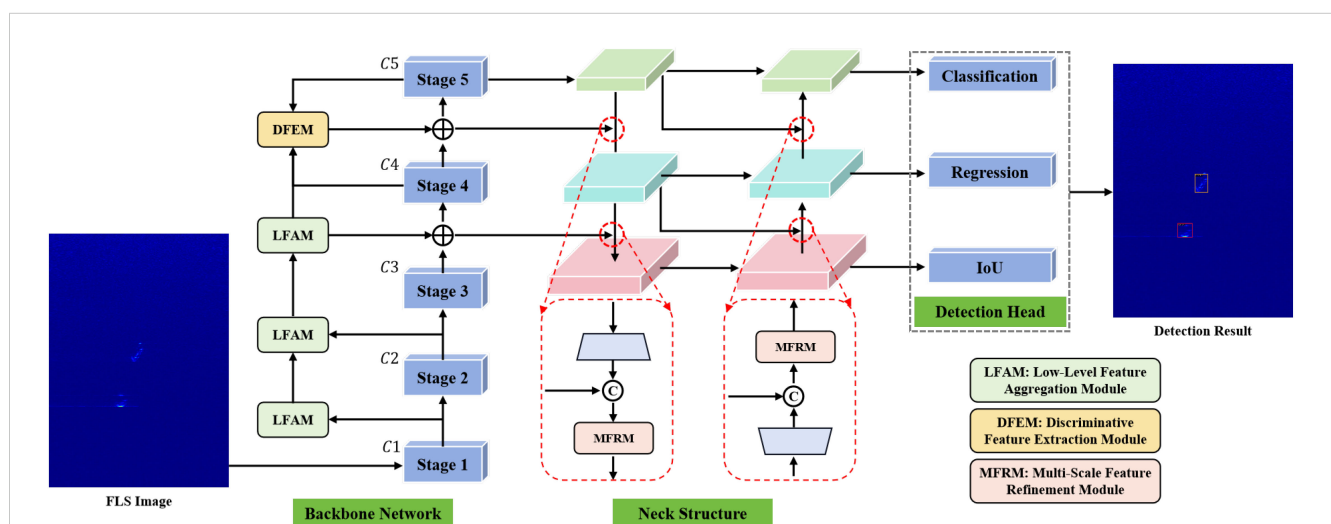 C5
Stage 5
DFEM
C4
Stage 4
LFAM
C3
Stage 3
LFAM
C2
Stage 2
LFAM
C1
Stage 1
FLS Image
Backbone Network
C
MFRM
MFRM
C
Neck Structure
Classification
Regression
IoU
Detection Head
Detection Result
LFAM: Low-Level Feature
Aggregation Module
DFEM: Discriminative
Feature Extraction Module
MFRM: Multi-Scale Feature
Refinement Module